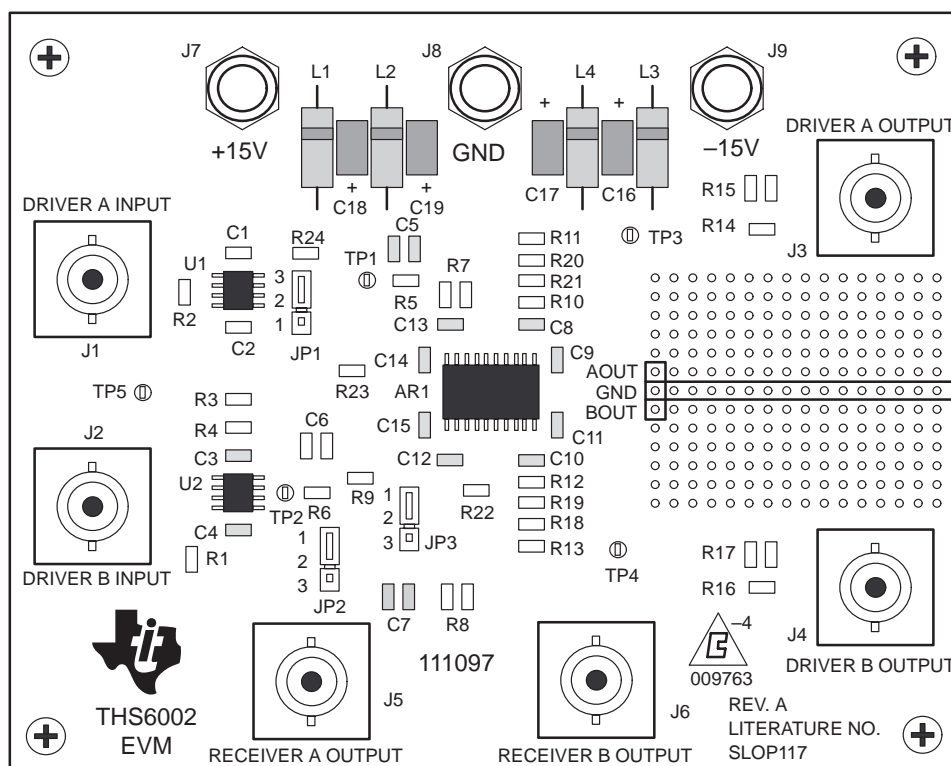 J7
J8
J9
L1
L2
L4
L3
+
+
DRIVER A OUTPUT
+15V
GND
–15V
+
+
C18
C19
C17
C16
R15
DRIVER A INPUT
C1
R24
C5
R11
TP3
R14
J3
U1
3
TP1
R7
R20
R21
R5
2
R10
R2
1
C13
C8
C2
JP1
J1
C14
C9
AOUT
R23
AR1
GND
TP5
R3
BOUT
C6
J2
R4
C15
C11
C3
C12
C10
U2
R9
R12
1
R22
R19
TP2
R6
2
C4
R18
1
3
JP3
R13
R1
2
TP4
R17
DRIVER B INPUT
3
R16
JP2
C7
R8
–4
J4
111097
009763
DRIVER B OUTPUT
J5
J6
THS6002
EVM
REV. A
LITERATURE NO.
SLOP117
RECEIVER A OUTPUT
RECEIVER B OUTPUT